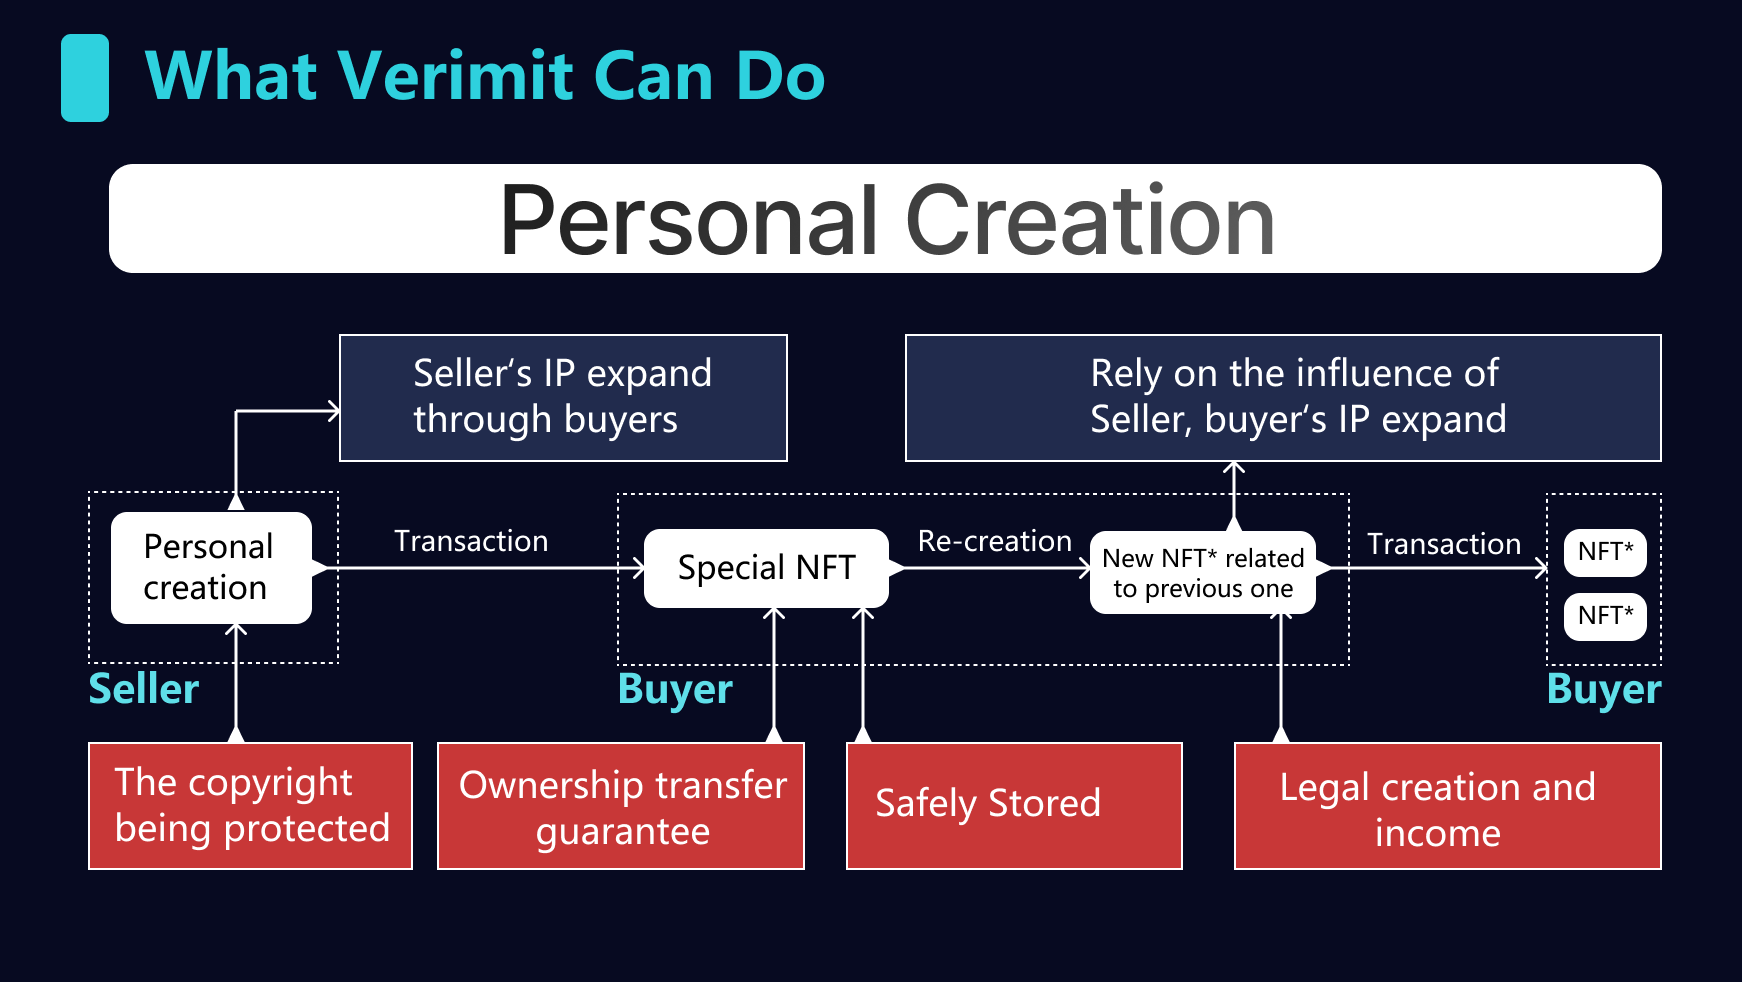 What Verimit Can Do
Personal Creation
Seller‘s IP expand
through buyers
Rely on the influence of
Seller, buyer‘s IP expand
Personal
creation
Transaction
Special NFT
Re-creation
New NFT* related
to previous one
Transaction
NFT*
NFT*
Seller
Buyer
Buyer
The copyright
being protected
Ownership transfer
guarantee
Safely Stored
Legal creation and
income